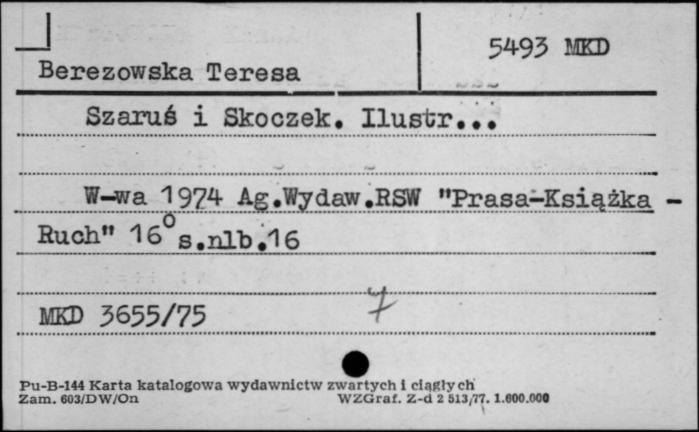 5493 MKD
Berezowska Teresa
Szaruś i Skoczek. Ilustr...
W-wa 1974 Ag.Wydaw.RSW "Prasa-Książka -
Ruch" 16° s.nlb.16
MKD 3655/75 7
Pu-B-144 Karta katalogowa wydawnictw zwartych i ciągłych
Zam. 603/DW/On WZGraf. Z-d 2 513/77. 1.600.000